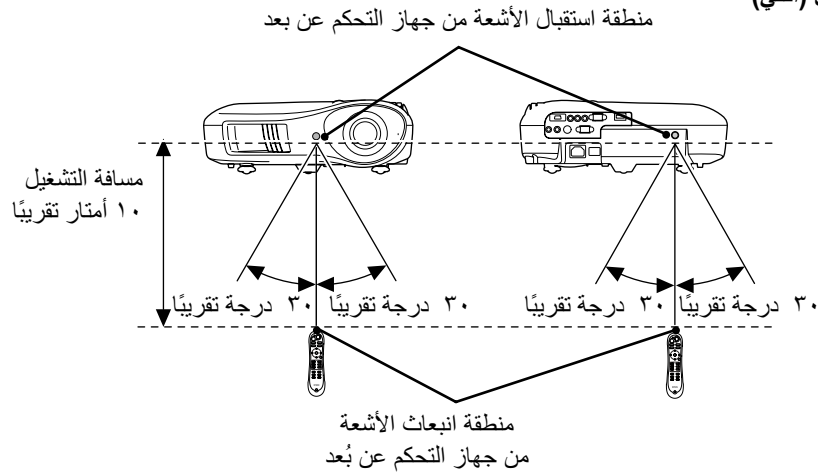 منطقة استقبال الأشعة من جهاز التحكم عن بعد
مسافة التشغيل
١٠ أمتار تقريبًا
٣٠ درجة تقريبًا
٣٠ درجة تقريبًا
٣٠ درجة تقريبًا
٣٠ درجة تقريبًا
منطقة انبعاث الأشعة
من جهاز التحكم عن بُعد